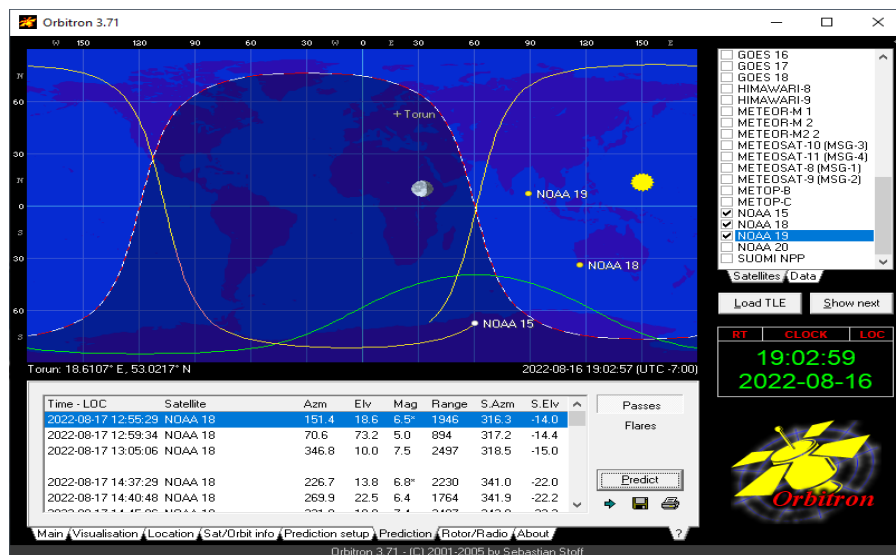 Orbitron 3.71
W 150 120 90 60 30 W 0 E 30 60 90 120 150 E
N
60
30
N
0
S
30
60
S
+Torun
NOAA 19
NOAA 18
NOAA 15
Torun: 18.6107° E, 53.0217° N
2022-08-16 19:02:57 (UTC -7:00)
GOES 16
GOES 17
GOES 18
HIMAWARI-8
HIMAWARI-9
METEOR-M 1
METEOR-M 2
METEOR-M2 2
METEOSAT-10 (MSG-3)
METEOSAT-11 (MSG-4)
METEOSAT-8 (MSG-1)
METEOSAT-9 (MSG-2)
METOP-B
METOP-C
NOAA 15
NOAA 18
NOAA 19
NOAA 20
SUOMI NPP
Satellites Data
Load TLE Show next
RT CLOCK LOC
19:02:59
2022-08-16
Time - LOC Satellite Azm Elv Mag Range S.Azm S.Elv
2022-08-17 12:55:29 NOAA 18 151.4 18.6 6.5* 1946 316.3 -14.0
2022-08-17 12:59:34 NOAA 18 70.6 73.2 5.0 894 317.2 -14.4
2022-08-17 13:05:06 NOAA 18 346.8 10.0 7.5 2497 318.5 -15.0
2022-08-17 14:37:29 NOAA 18 226.7 13.8 6.8* 2230 341.0 -22.0
2022-08-17 14:40:48 NOAA 18 269.9 22.5 6.4 1764 341.9 -22.2
Passes
Flares
Predict
Orbitron
Main Visualisation Location Sat/Orbit info Prediction setup Prediction Rotor/Radio About ?
Orbitron 3.71 - (C) 2001-2005 by Sebastian Stoff